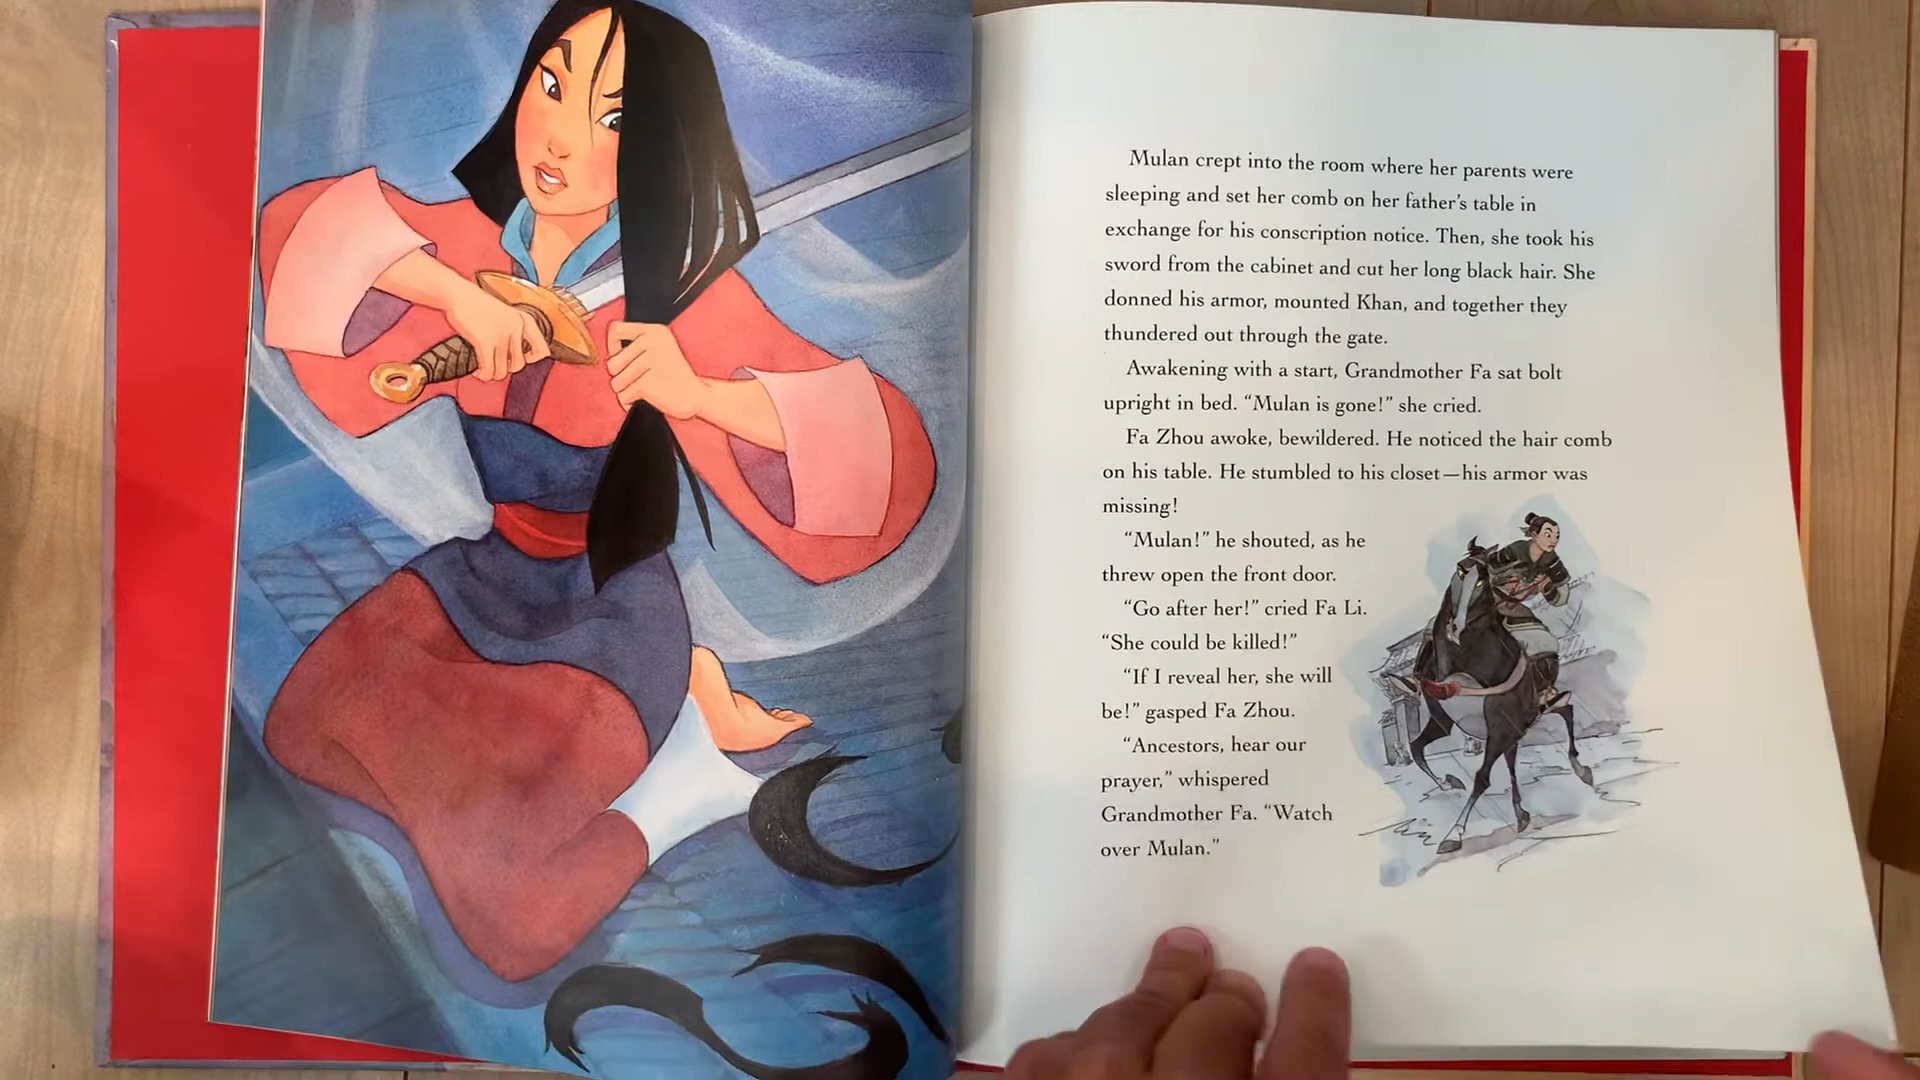 Mulan crept into the room where her parents were
sleeping and set her comb on her father's table in
exchange for his conscription notice. Then, she took his
sword from the cabinet and cut her long black hair. She
donned his armor, mounted Khan, and together they
thundered out through the gate.
Awakening with a start, Grandmother Fa sat bolt
upright in bed. “Mulan is gone!” she cried.
Fa Zhou awoke, bewildered. He noticed the hair comb
on his table. He stumbled to his closet—his armor was
missing!
“Mulan!” he shouted, as he
threw open the front door.
“Go after her!” cried Fa Li.
“She could be killed!”
“If I reveal her, she will
be!” gasped Fa Zhou.
“Ancestors, hear our
prayer,” whispered
Grandmother Fa. “Watch
over Mulan.”